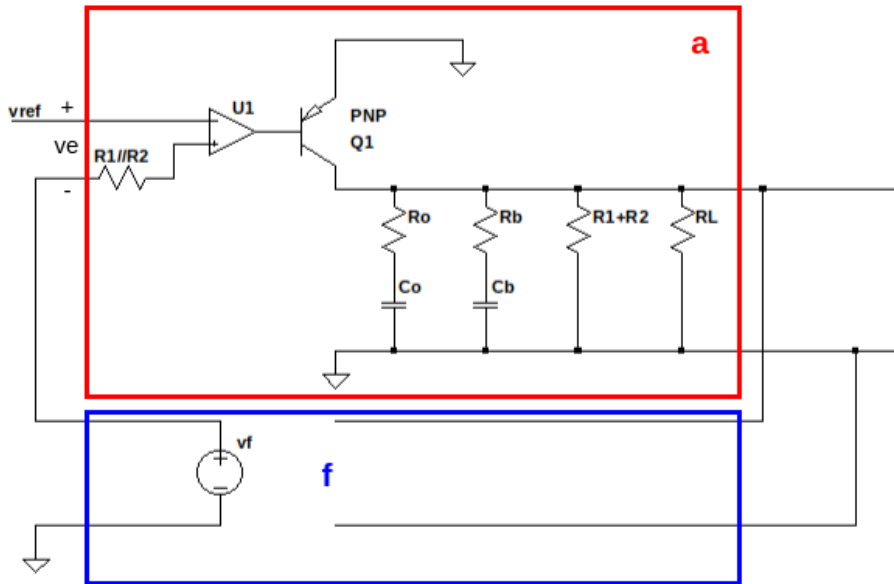 a
U1
vref
+
PNP
Q1
ve
R1//R2
-
Ro
Rb
R1+R2
RL
Co
Cb
vf
f